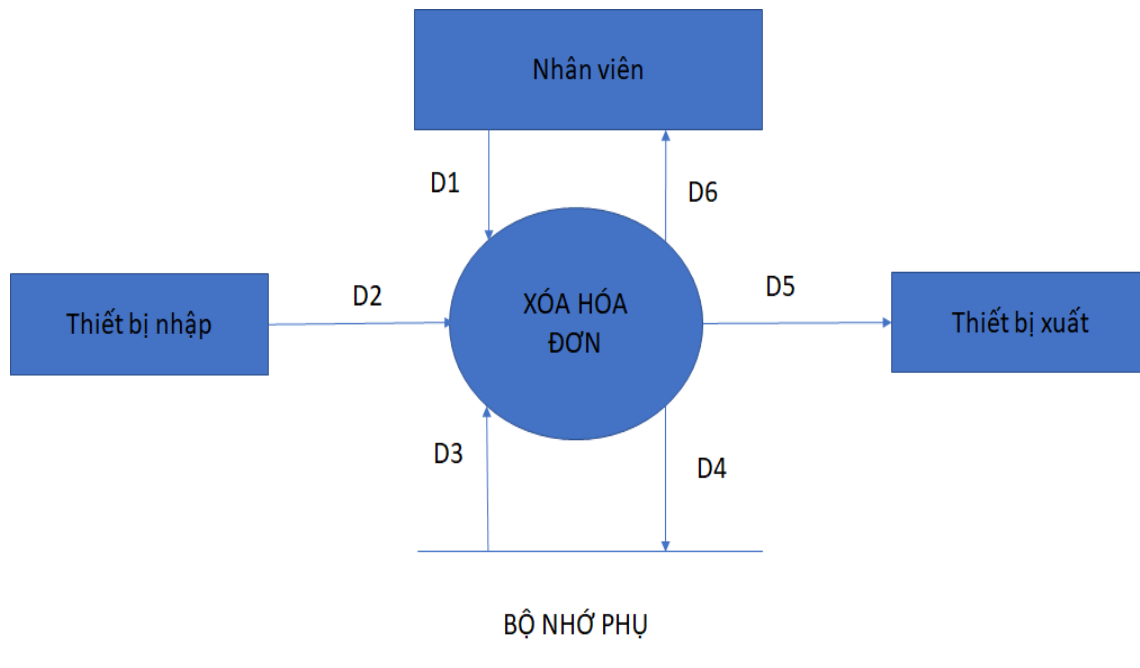 Nhân viên
D1
D6
Thiết bị nhập
D2
XÓA HÓA
ĐƠN
D5
Thiết bị xuất
D3
D4
BỘ NHỚ PHỤ